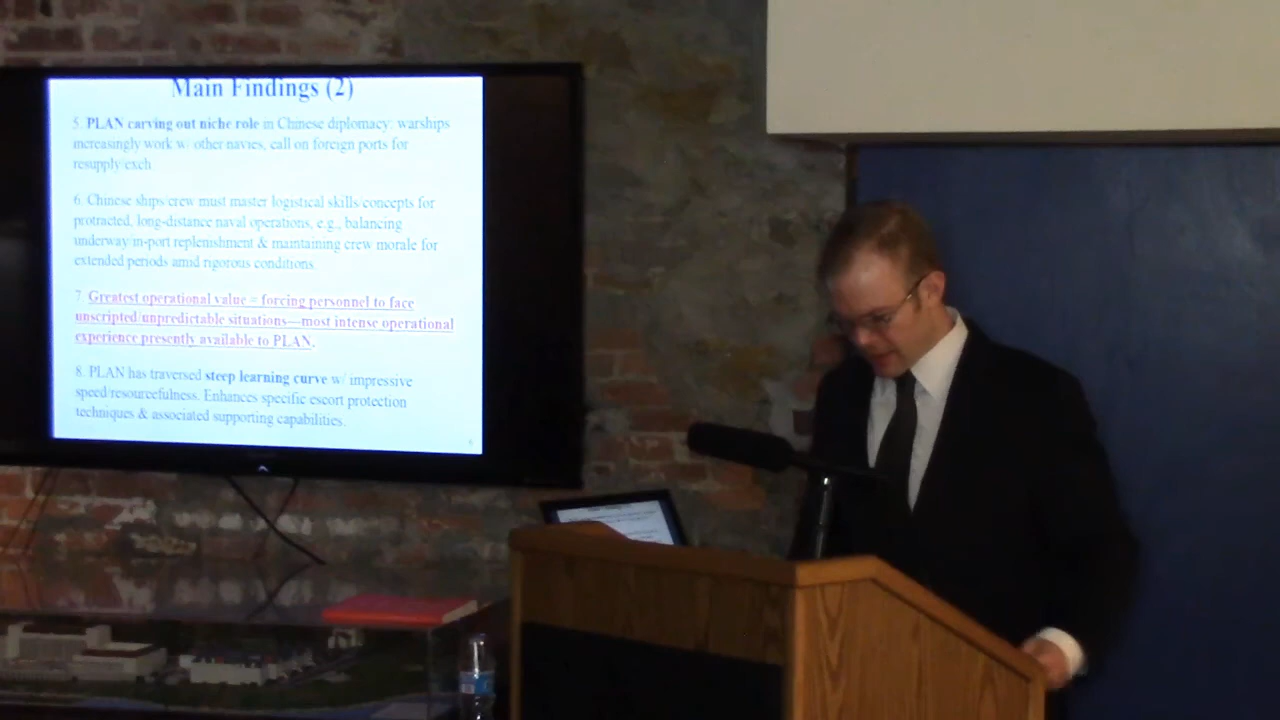 Main Findings (2)
5. PLAN carving out niche role in Chinese diplomacy: warships
increasingly work w/ other navies, call on foreign ports for
resupply/exch
6. Chinese ships crew must master logistical skills/concepts for
protracted, long-distance naval operations, e.g., balancing
underway/in-port replenishment & maintaining crew morale for
extended periods amid rigorous conditions
7. Greatest operational value = forcing personnel to face
unscripted/unpredictable situations—most intense operational
experience presently available to PLAN.
8. PLAN has traversed steep learning curve w/ impressive
speed/resourcefulness. Enhances specific escort protection
techniques & associated supporting capabilities.